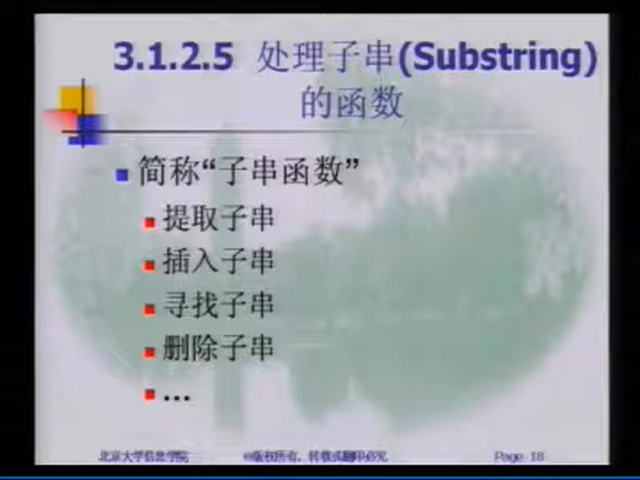 3.1.2.5 处理子串(Substring)
的函数
简称“子串函数”
提取子串
插入子串
寻找子串
删除子串
...
北京大学信息学院 ©版权所有，转载或翻印必究 Page 18